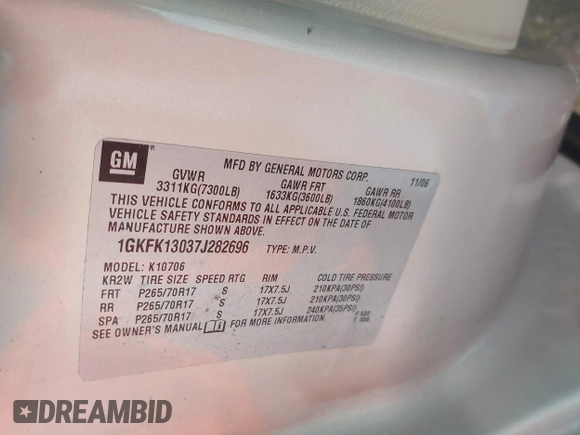 GM
MFD BY GENERAL MOTORS CORP. 11/06
GVWR GAWR FRT GAWR RR
3311KG(7300LB) 1633KG(3600LB) 1860KG(4100LB)
THIS VEHICLE CONFORMS TO ALL APPLICABLE U.S. FEDERAL MOTOR
VEHICLE SAFETY STANDARDS IN EFFECT ON THE DATE OF
MANUFACTURE SHOWN ABOVE.
1GKFK13037J282696 TYPE: M.P.V.
MODEL: K10706
KR2W TIRE SIZE SPEED RTG RIM COLD TIRE PRESSURE
FRT P265/70R17 S 17X7.5J 210KPA(30PSI)
RR P265/70R17 S 17X7.5J 210KPA(30PSI)
SPA P265/70R17 S 17X7.5J 240KPA(35PSI)
SEE OWNER'S MANUAL FOR MORE INFORMATION.
DREAMBID